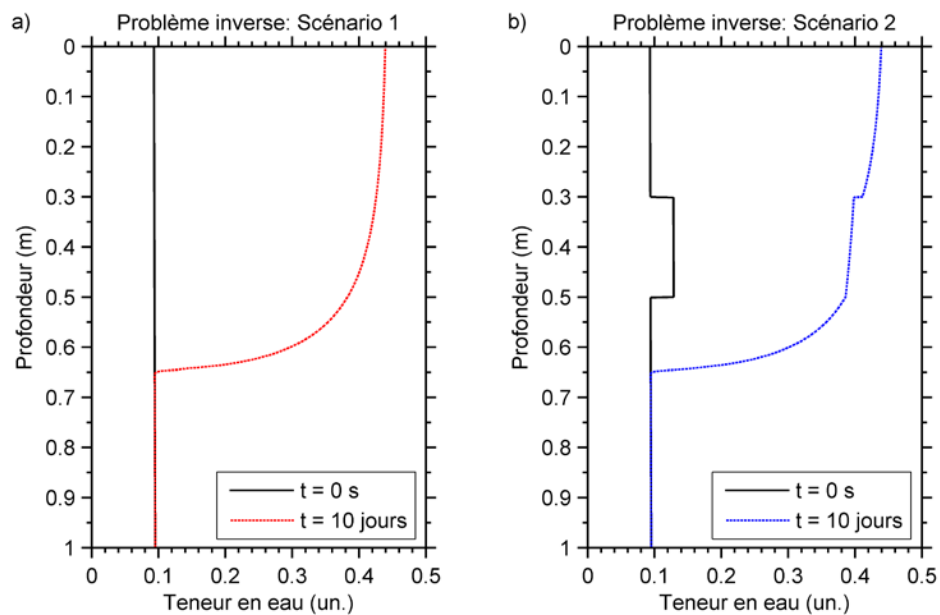 a) Problème inverse: Scénario 1
0
0.1
0.2
0.3
0.4
0.5
0.6
0.7
0.8
0.9
1
Profondeur (m)
t = 0 s
t = 10 jours
0 0.1 0.2 0.3 0.4 0.5
Teneur en eau (un.)
b) Problème inverse: Scénario 2
0
0.1
0.2
0.3
0.4
0.5
0.6
0.7
0.8
0.9
1
Profondeur (m)
t = 0 s
t = 10 jours
0 0.1 0.2 0.3 0.4 0.5
Teneur en eau (un.)